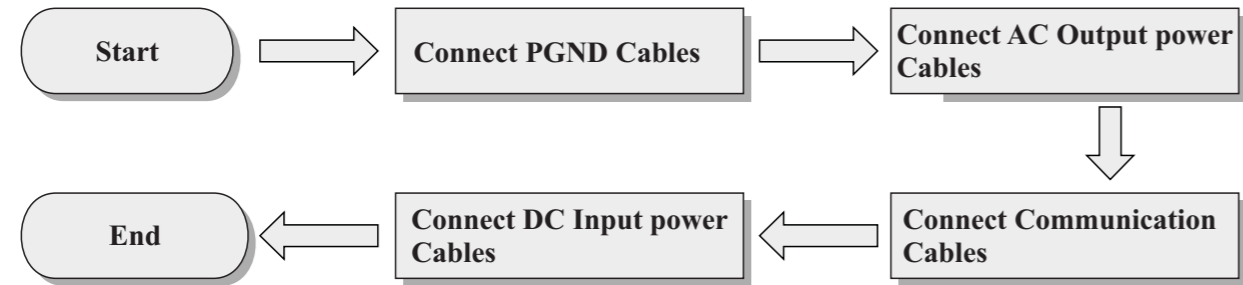 Start
Connect PGND Cables
Connect AC Output power
Cables
Connect Communication
Cables
Connect DC Input power
Cables
End